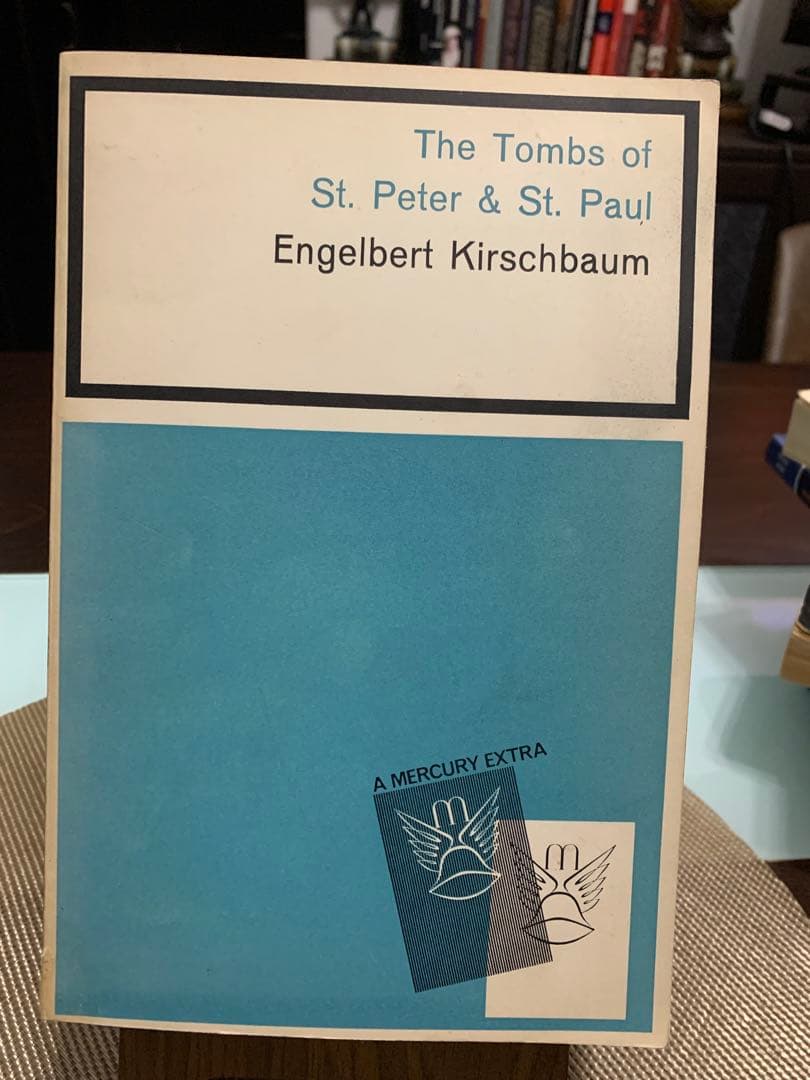 The Tombs of
St. Peter & St. Paul
Engelbert Kirschbaum
A MERCURY EXTRA
m
m